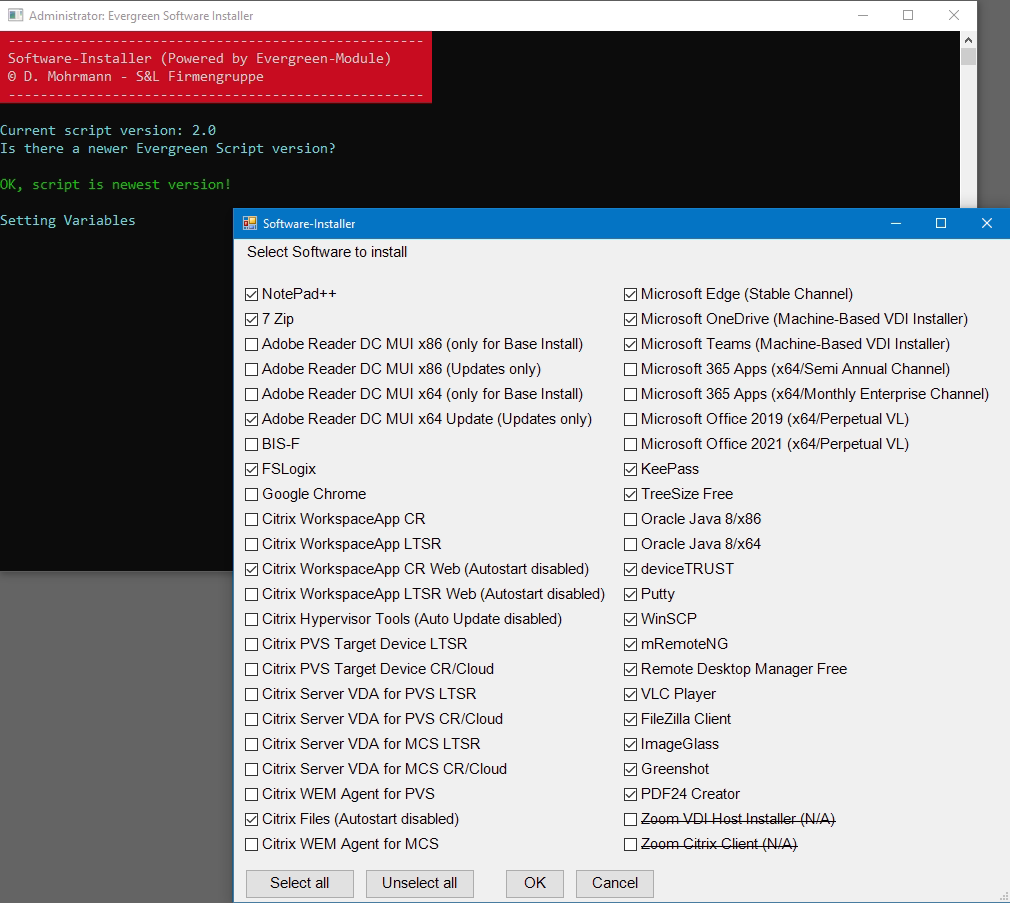 Administrator: Evergreen Software Installer
----------------------------------------------------
Software-Installer (Powered by Evergreen-Module)
© D. Mohrmann - S&L Firmengruppe
----------------------------------------------------
Current script version: 2.0
Is there a newer Evergreen Script version?
OK, script is newest version!
Setting Variables
Software-Installer
Select Software to install
NotePad++
7 Zip
Adobe Reader DC MUI x86 (only for Base Install)
Adobe Reader DC MUI x86 (Updates only)
Adobe Reader DC MUI x64 (only for Base Install)
Adobe Reader DC MUI x64 Update (Updates only)
BIS-F
FSLogix
Google Chrome
Citrix WorkspaceApp CR
Citrix WorkspaceApp LTSR
Citrix WorkspaceApp CR Web (Autostart disabled)
Citrix WorkspaceApp LTSR Web (Autostart disabled)
Citrix Hypervisor Tools (Auto Update disabled)
Citrix PVS Target Device LTSR
Citrix PVS Target Device CR/Cloud
Citrix Server VDA for PVS LTSR
Citrix Server VDA for PVS CR/Cloud
Citrix Server VDA for MCS LTSR
Citrix Server VDA for MCS CR/Cloud
Citrix WEM Agent for PVS
Citrix Files (Autostart disabled)
Citrix WEM Agent for MCS
Microsoft Edge (Stable Channel)
Microsoft OneDrive (Machine-Based VDI Installer)
Microsoft Teams (Machine-Based VDI Installer)
Microsoft 365 Apps (x64/Semi Annual Channel)
Microsoft 365 Apps (x64/Monthly Enterprise Channel)
Microsoft Office 2019 (x64/Perpetual VL)
Microsoft Office 2021 (x64/Perpetual VL)
KeePass
TreeSize Free
Oracle Java 8/x86
Oracle Java 8/x64
deviceTRUST
Putty
WinSCP
mRemoteNG
Remote Desktop Manager Free
VLC Player
FileZilla Client
ImageGlass
Greenshot
PDF24 Creator
Zoom VDI Host Installer (N/A)
Zoom Citrix Client (N/A)
Select all
Unselect all
OK
Cancel